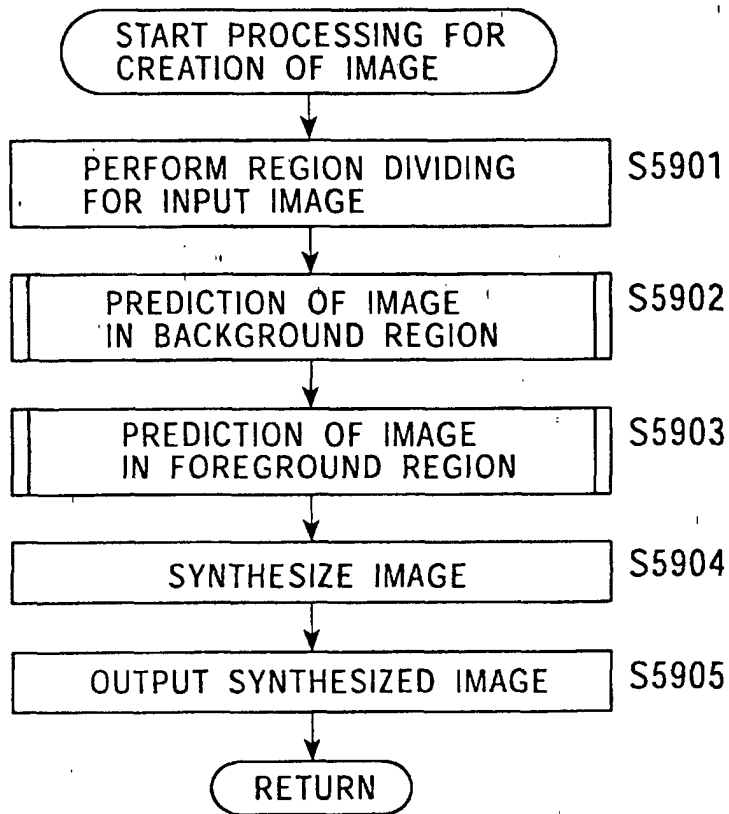 START PROCESSING FOR
CREATION OF IMAGE
PERFORM REGION DIVIDING
FOR INPUT IMAGE
S5901
PREDICTION OF IMAGE
IN BACKGROUND REGION
S5902
PREDICTION OF IMAGE
IN FOREGROUND REGION
S5903
SYNTHESIZE IMAGE
S5904
OUTPUT SYNTHESIZED IMAGE
S5905
RETURN